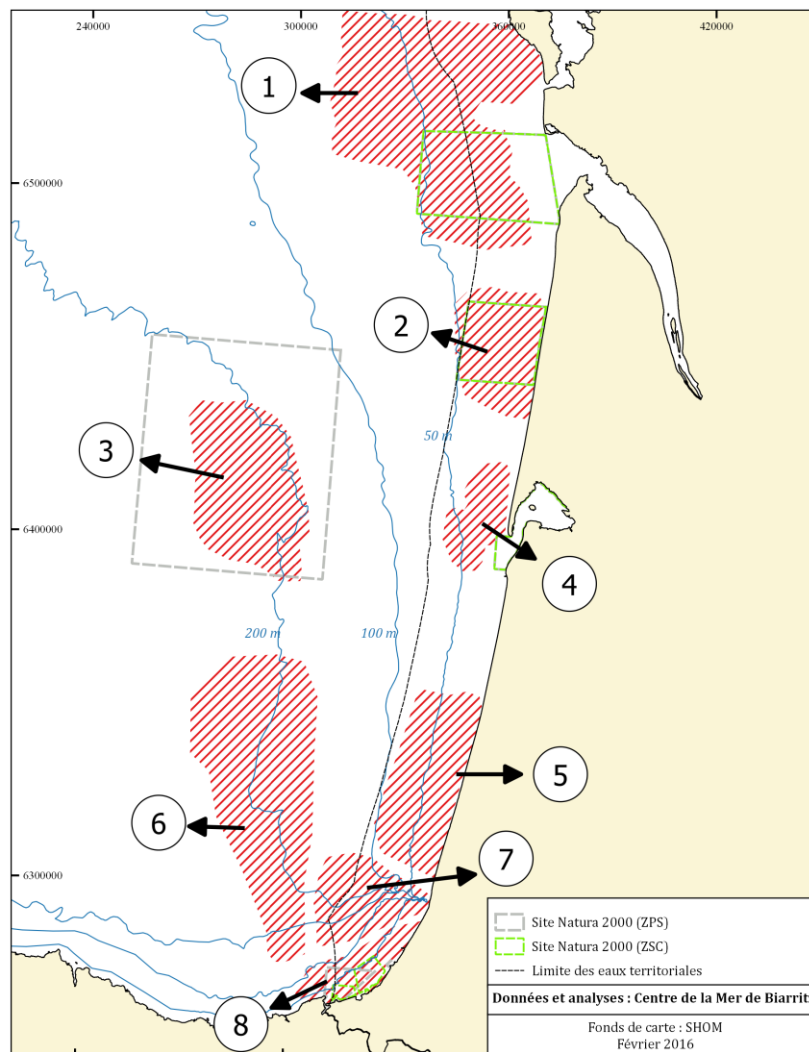 240000 300000 360000 420000
1
6500000
2
50 m
3
6400000
4
200 m 100 m
5
6
7
6300000
8
Site Natura 2000 (ZPS)
Site Natura 2000 (ZSC)
Limite des eaux territoriales
Données et analyses : Centre de la Mer de Biarrit
Fonds de carte : SHOM
Février 2016